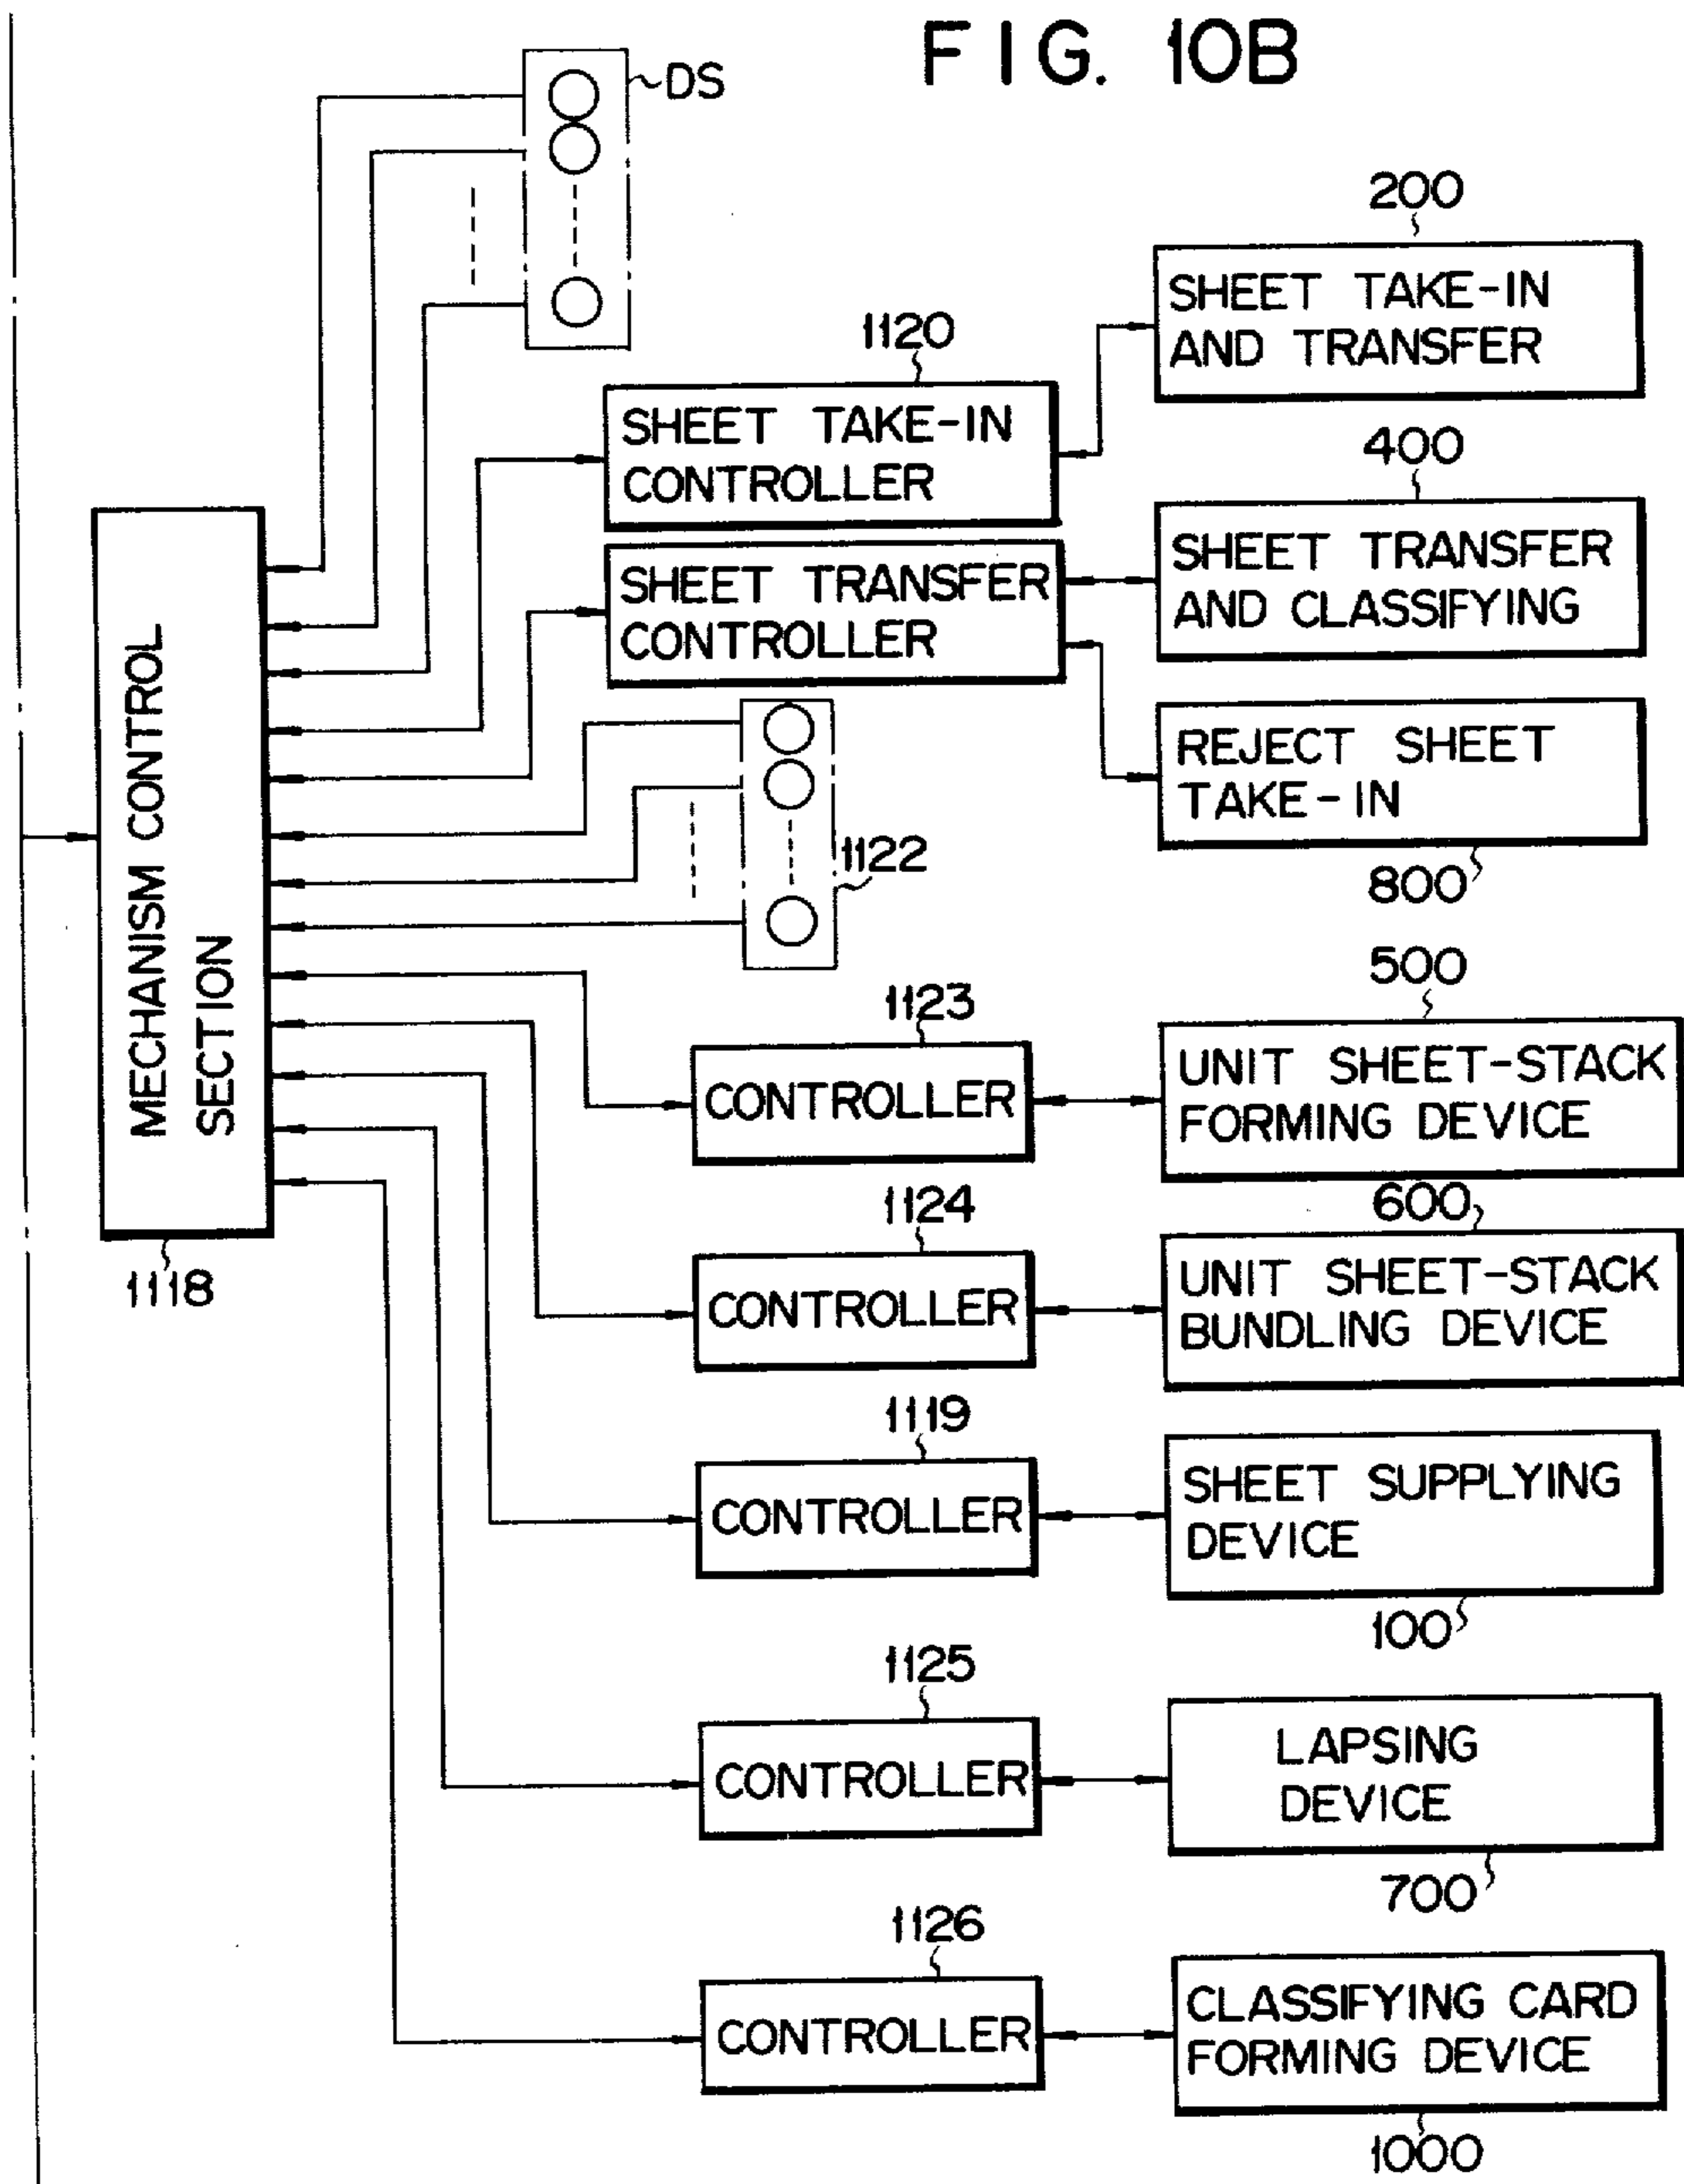 FIG. 10B
DS
200
SHEET TAKE-IN
AND TRANSFER
1120
SHEET TAKE-IN
CONTROLLER
400
SHEET TRANSFER
AND CLASSIFYING
SHEET TRANSFER
CONTROLLER
REJECT SHEET
TAKE-IN
800
MECHANISM CONTROL
SECTION
1118
1122
500
1123
CONTROLLER
UNIT SHEET-STACK
FORMING DEVICE
600
1124
CONTROLLER
UNIT SHEET-STACK
BUNDLING DEVICE
1119
CONTROLLER
SHEET SUPPLYING
DEVICE
100
1125
CONTROLLER
LAPSING
DEVICE
700
1126
CONTROLLER
CLASSIFYING CARD
FORMING DEVICE
1000